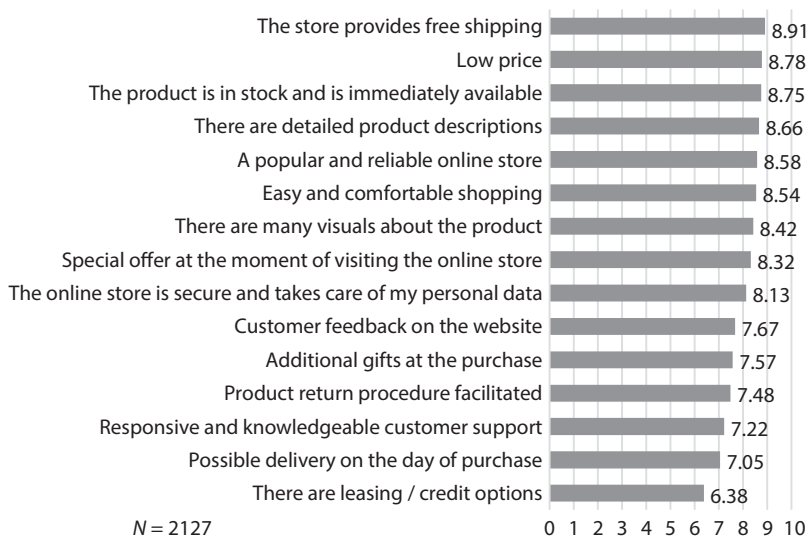 The store provides free shipping 8.91
Low price 8.78
The product is in stock and is immediately available 8.75
There are detailed product descriptions 8.66
A popular and reliable online store 8.58
Easy and comfortable shopping 8.54
There are many visuals about the product 8.42
Special offer at the moment of visiting the online store 8.32
The online store is secure and takes care of my personal data 8.13
Customer feedback on the website 7.67
Additional gifts at the purchase 7.57
Product return procedure facilitated 7.48
Responsive and knowledgeable customer support 7.22
Possible delivery on the day of purchase 7.05
There are leasing / credit options 6.38
N = 2127 0 1 2 3 4 5 6 7 8 9 10